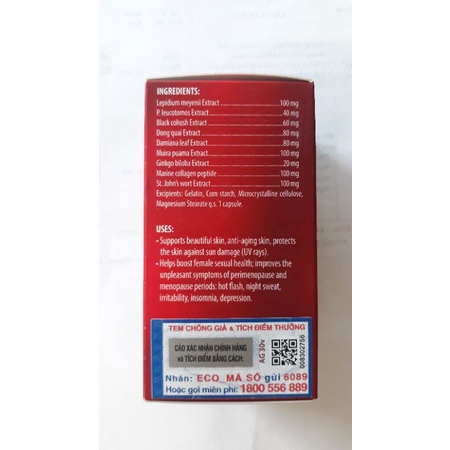 INGREDIENTS:
Lepidium meyenii Extract 100 mg
P. leucotomos Extract 40 mg
Black cohosh Extract 60 mg
Dong quai Extract 80 mg
Damiana leaf Extract 80 mg
Muira puama Extract 100 mg
Ginkgo biloba Extract 20 mg
Marine collagen peptide 100 mg
St. John's wort Extract 100 mg
Excipients: Gelatin, Corn starch, Microcrystalline cellulose,
Magnesium Stearate q.s. 1 capsule.
USES:
• Supports beautiful skin, anti-aging skin, protects
the skin against sun damage (UV rays).
• Helps boost female sexual health; improves the
unpleasant symptoms of perimenopause and
menopause periods: hot flash, night sweat,
irritability, insomnia, depression.
TEM CHỐNG GIẢ & TÍCH ĐIỂM THƯỞNG
CÀO XÁC NHẬN CHÍNH HÃNG
và TÍCH ĐIỂM BẰNG CÁCH:
AG 30v
008302756
Nhắn: ECO_MÃ SỐ gửi 6089
Hoặc gọi miễn phí: 1800 556 889